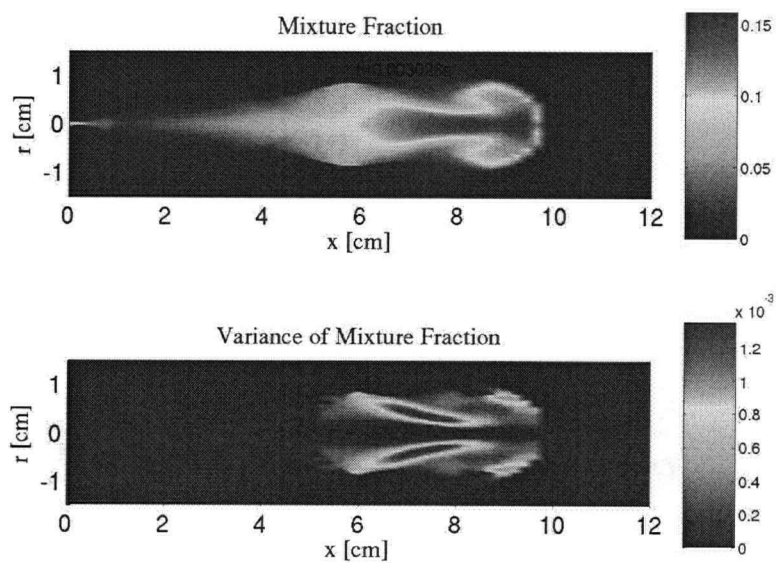 Mixture Fraction
1
0
-1
r [cm]
0 2 4 6 8 10 12
x [cm]
0.15
0.1
0.05
0
x 10-3
Variance of Mixture Fraction
1
0
-1
r [cm]
0 2 4 6 8 10 12
x [cm]
1.2
1
0.8
0.6
0.4
0.2
0